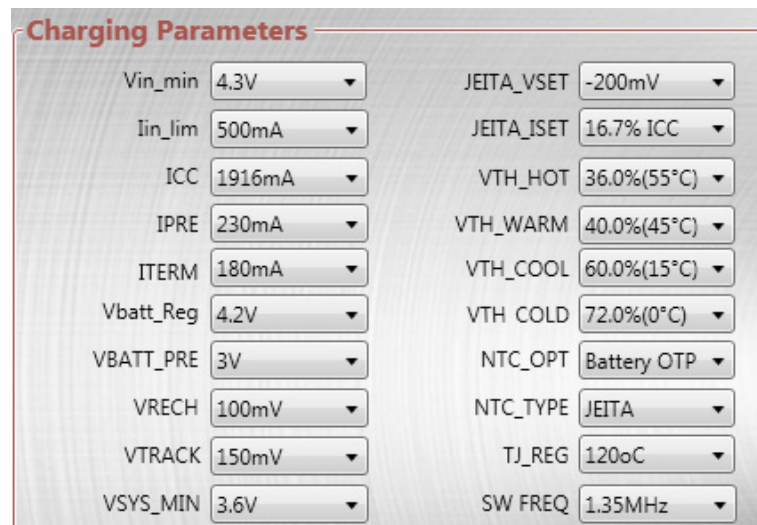 Charging Parameters
Vin_min 4.3V JEITA_VSET -200mV
Iin_lim 500mA JEITA_ISET 16.7% ICC
ICC 1916mA VTH_HOT 36.0%(55°C)
IPRE 230mA VTH_WARM 40.0%(45°C)
ITERM 180mA VTH_COOL 60.0%(15°C)
Vbatt_Reg 4.2V VTH COLD 72.0%(0°C)
VBATT_PRE 3V NTC_OPT Battery OTP
VRECH 100mV NTC_TYPE JEITA
VTRACK 150mV TJ_REG 120oC
VSYS_MIN 3.6V SW FREQ 1.35MHz